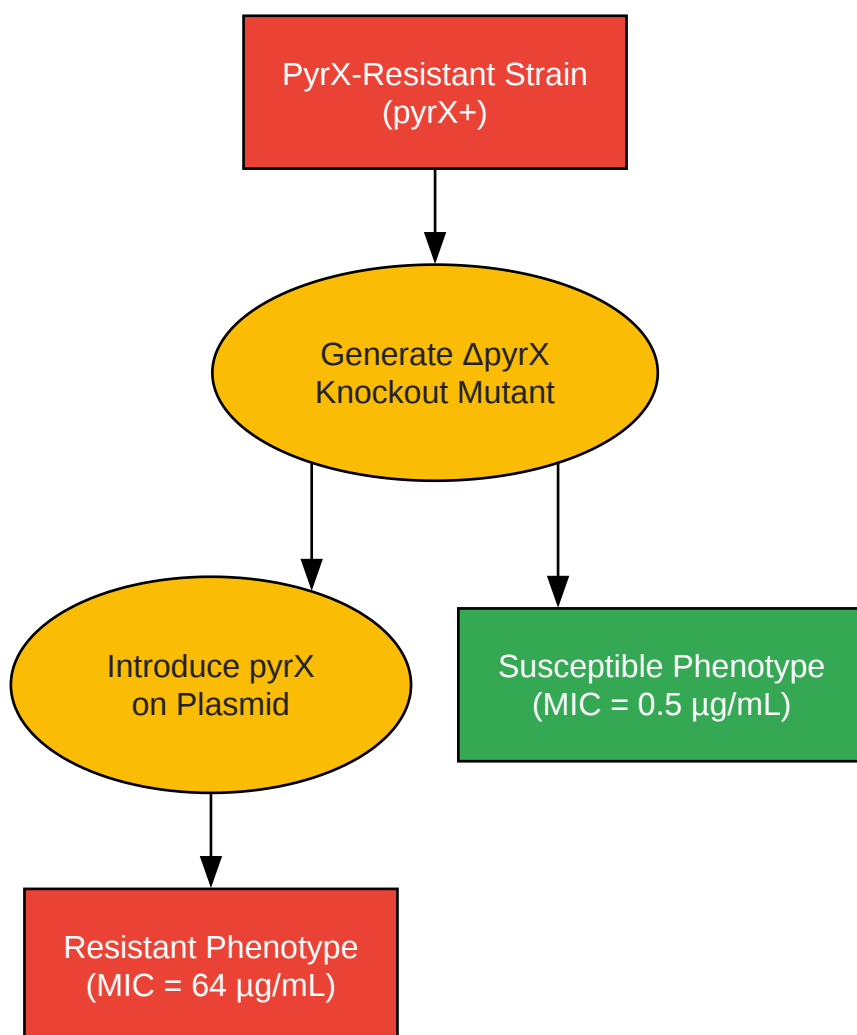 PyrX-Resistant Strain
(pyrX+)
Generate ΔpyrX
Knockout Mutant
Introduce pyrX
on Plasmid
Susceptible Phenotype
(MIC = 0.5 µg/mL)
Resistant Phenotype
(MIC = 64 µg/mL)